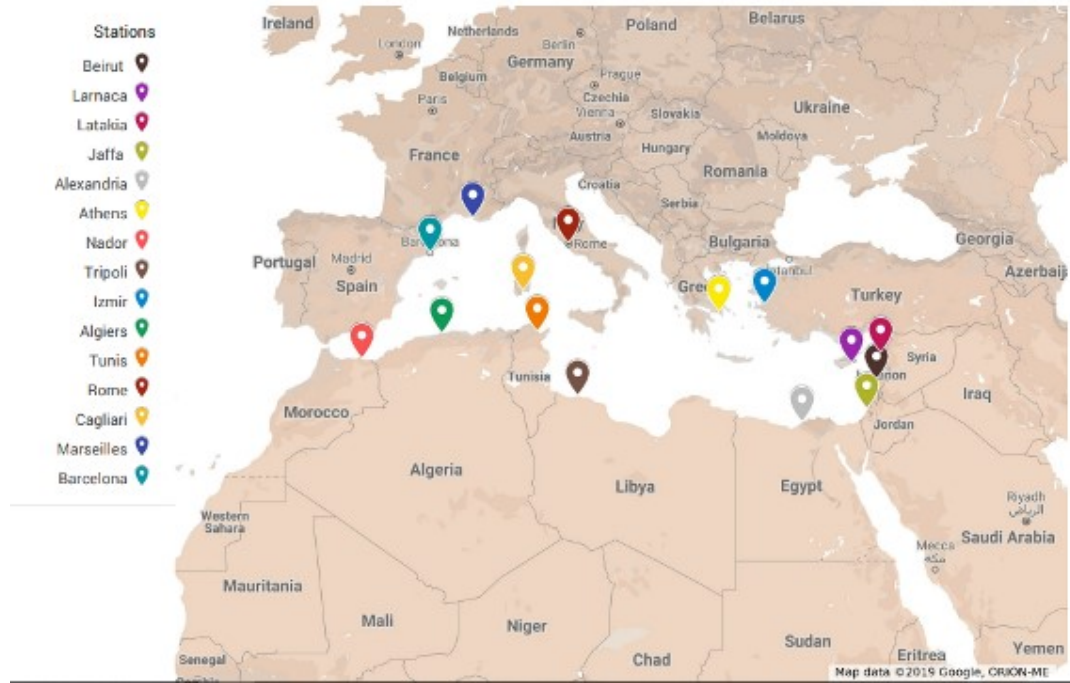 Stations
Beirut
Larnaca
Latakia
Jaffa
Alexandria
Athens
Nador
Tripoli
Izmir
Algiers
Tunis
Rome
Cagliari
Marseilles
Barcelona
Ireland
London
Netherlands
Berlin
Poland
Belarus
Germany
Belgium
Prague
Paris
Czechia
Vienna
Slovakia
Ukraine
Austria
Moldova
Hungary
France
Romania
Croatia
Serbia
Rome
Bulgaria
Georgia
Portugal
Madrid
Spain
Turkey
Syria
Tunisia
Iraq
Morocco
Jordan
Algeria
Libya
Egypt
Riyadh
الرياض
Western
Sahara
Mecca
مكة
Saudi Arabia
Mauritania
Mali
Niger
Chad
Sudan
Eritrea
Yemen
Senegal
Map data ©2019 Google, ORION-ME